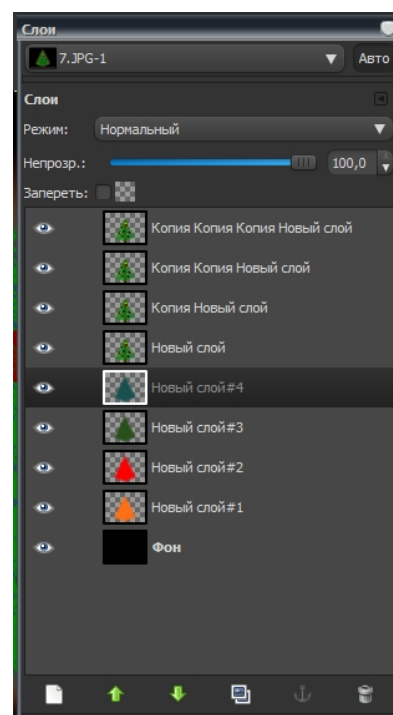 Слои
7.JPG-1
Авто
Слои
Режим: Нормальный
Непрозр.: 100,0
Запереть:
Копия Копия Копия Новый слой
Копия Копия Новый слой
Копия Новый слой
Новый слой
Новый слой#4
Новый слой#3
Новый слой#2
Новый слой#1
Фон